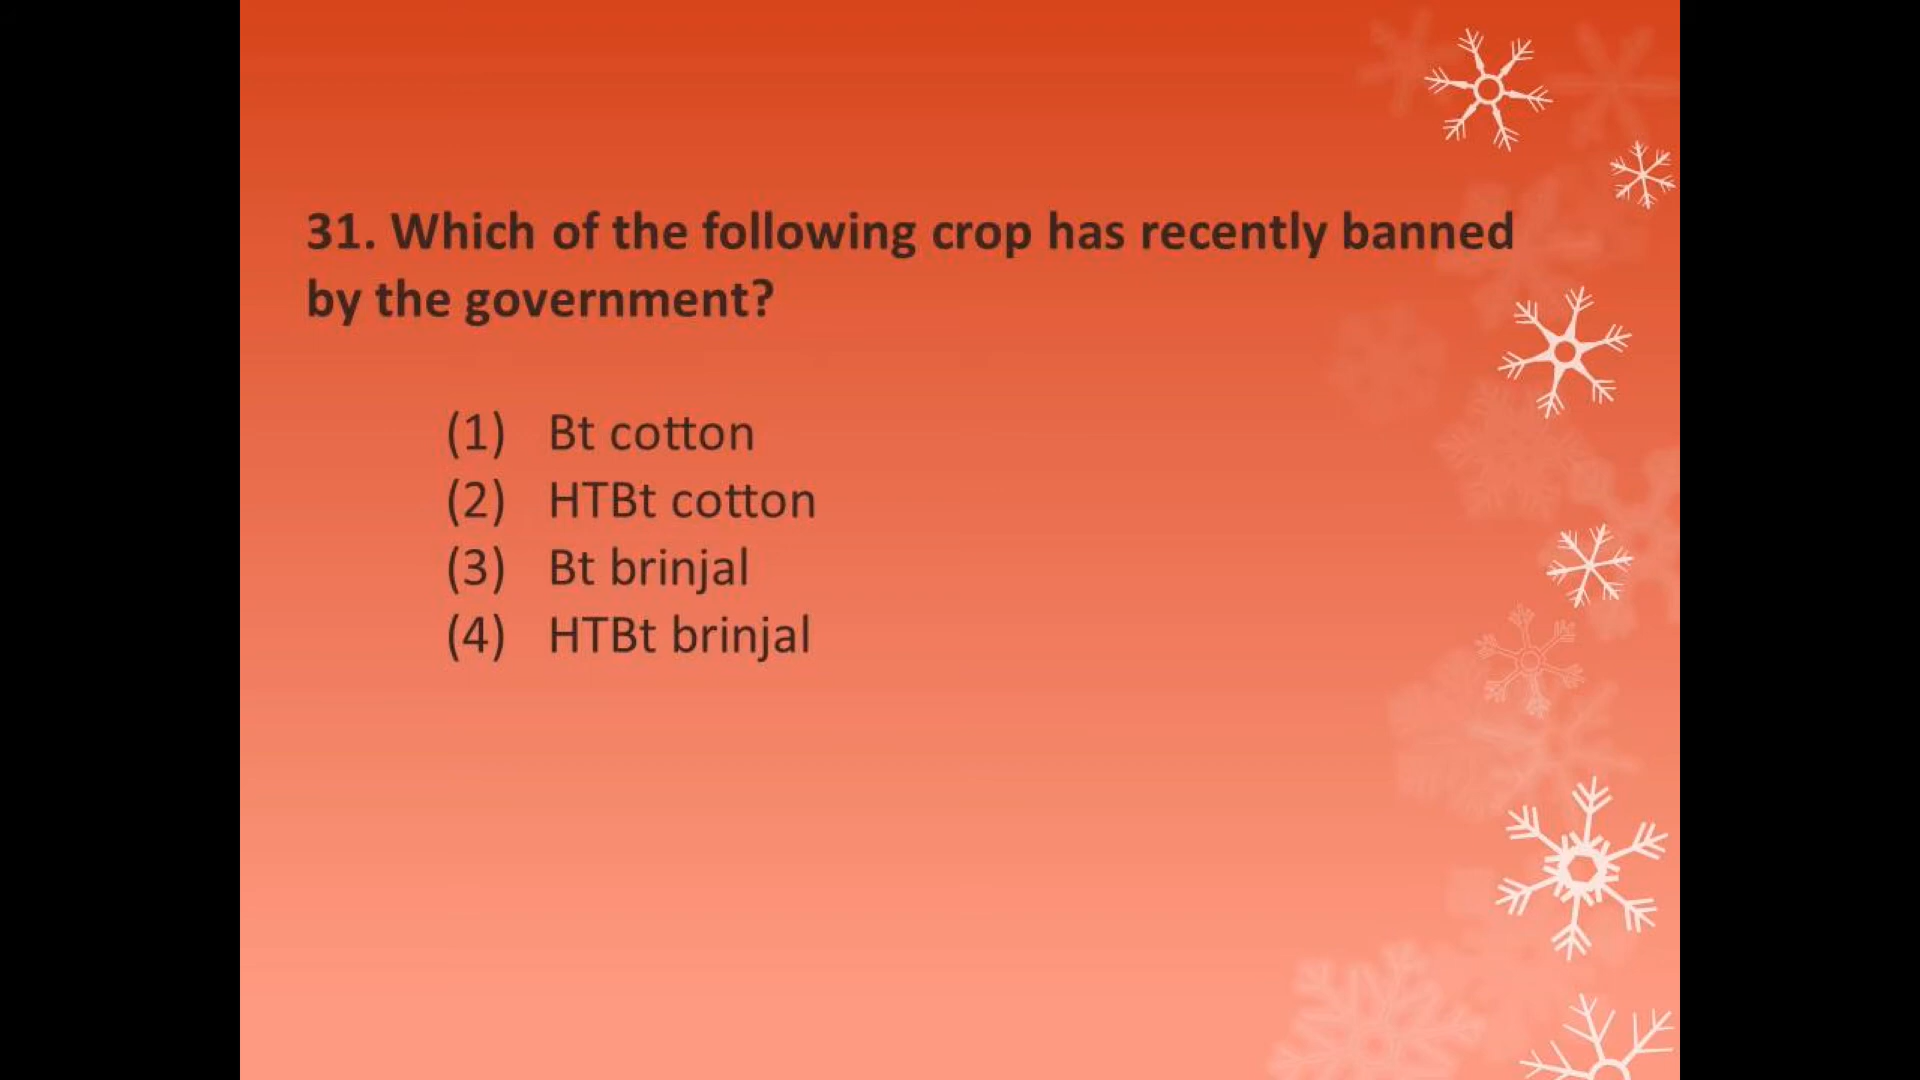 31. Which of the following crop has recently banned
by the government?
(1) Bt cotton
(2) HTBt cotton
(3) Bt brinjal
(4) HTBt brinjal